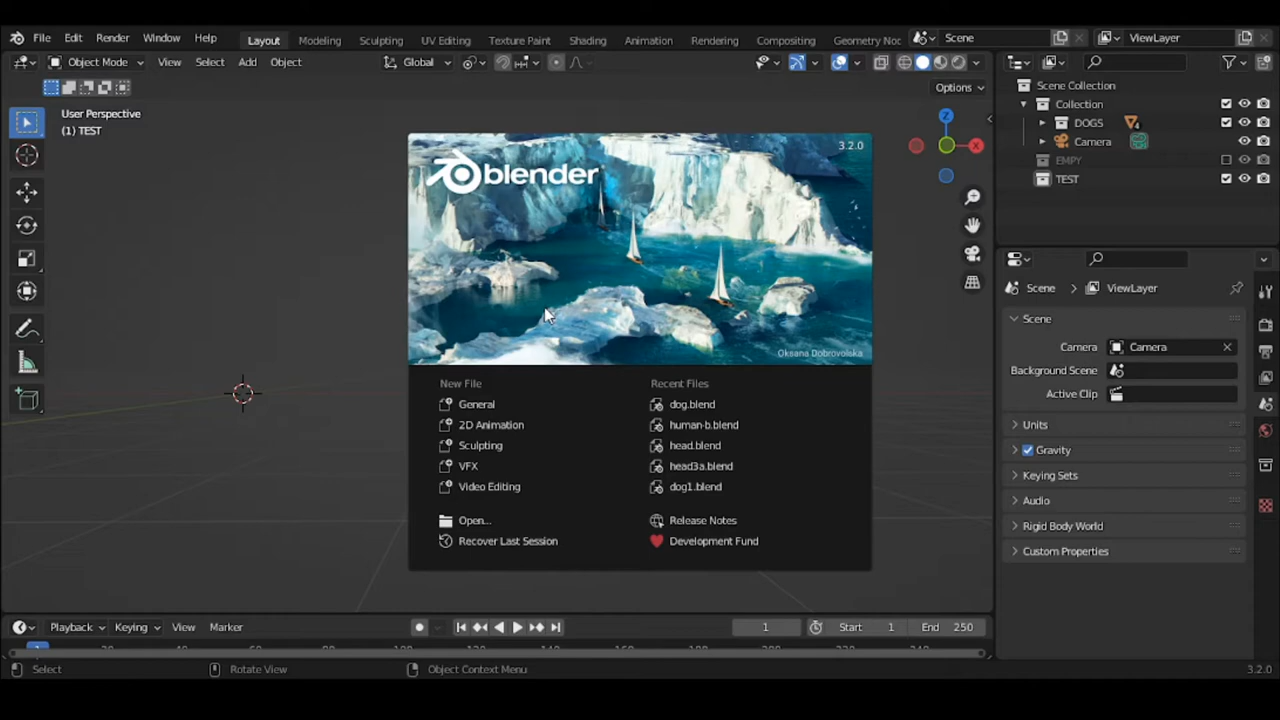 File Edit Render Window Help Layout Modeling Sculpting UV Editing Texture Paint Shading Animation Rendering Compositing Geometry Noc Scene ViewLayer
Object Mode View Select Add Object Global
Options
User Perspective
(1) TEST
Z
X
Scene Collection
Collection
DOGS 4
Camera
EMPY
TEST
blender
3.2.0
Oksana Dobrovolska
New File
General
2D Animation
Sculpting
VFX
Video Editing
Open...
Recover Last Session
Recent Files
dog.blend
human-b.blend
head.blend
head3a.blend
dog1.blend
Release Notes
Development Fund
Scene > ViewLayer
Scene
Camera Camera
Background Scene
Active Clip
Units
Gravity
Keying Sets
Audio
Rigid Body World
Custom Properties
Playback Keying View Marker 1 Start 1 End 250
1
Select Rotate View Object Context Menu 3.2.0